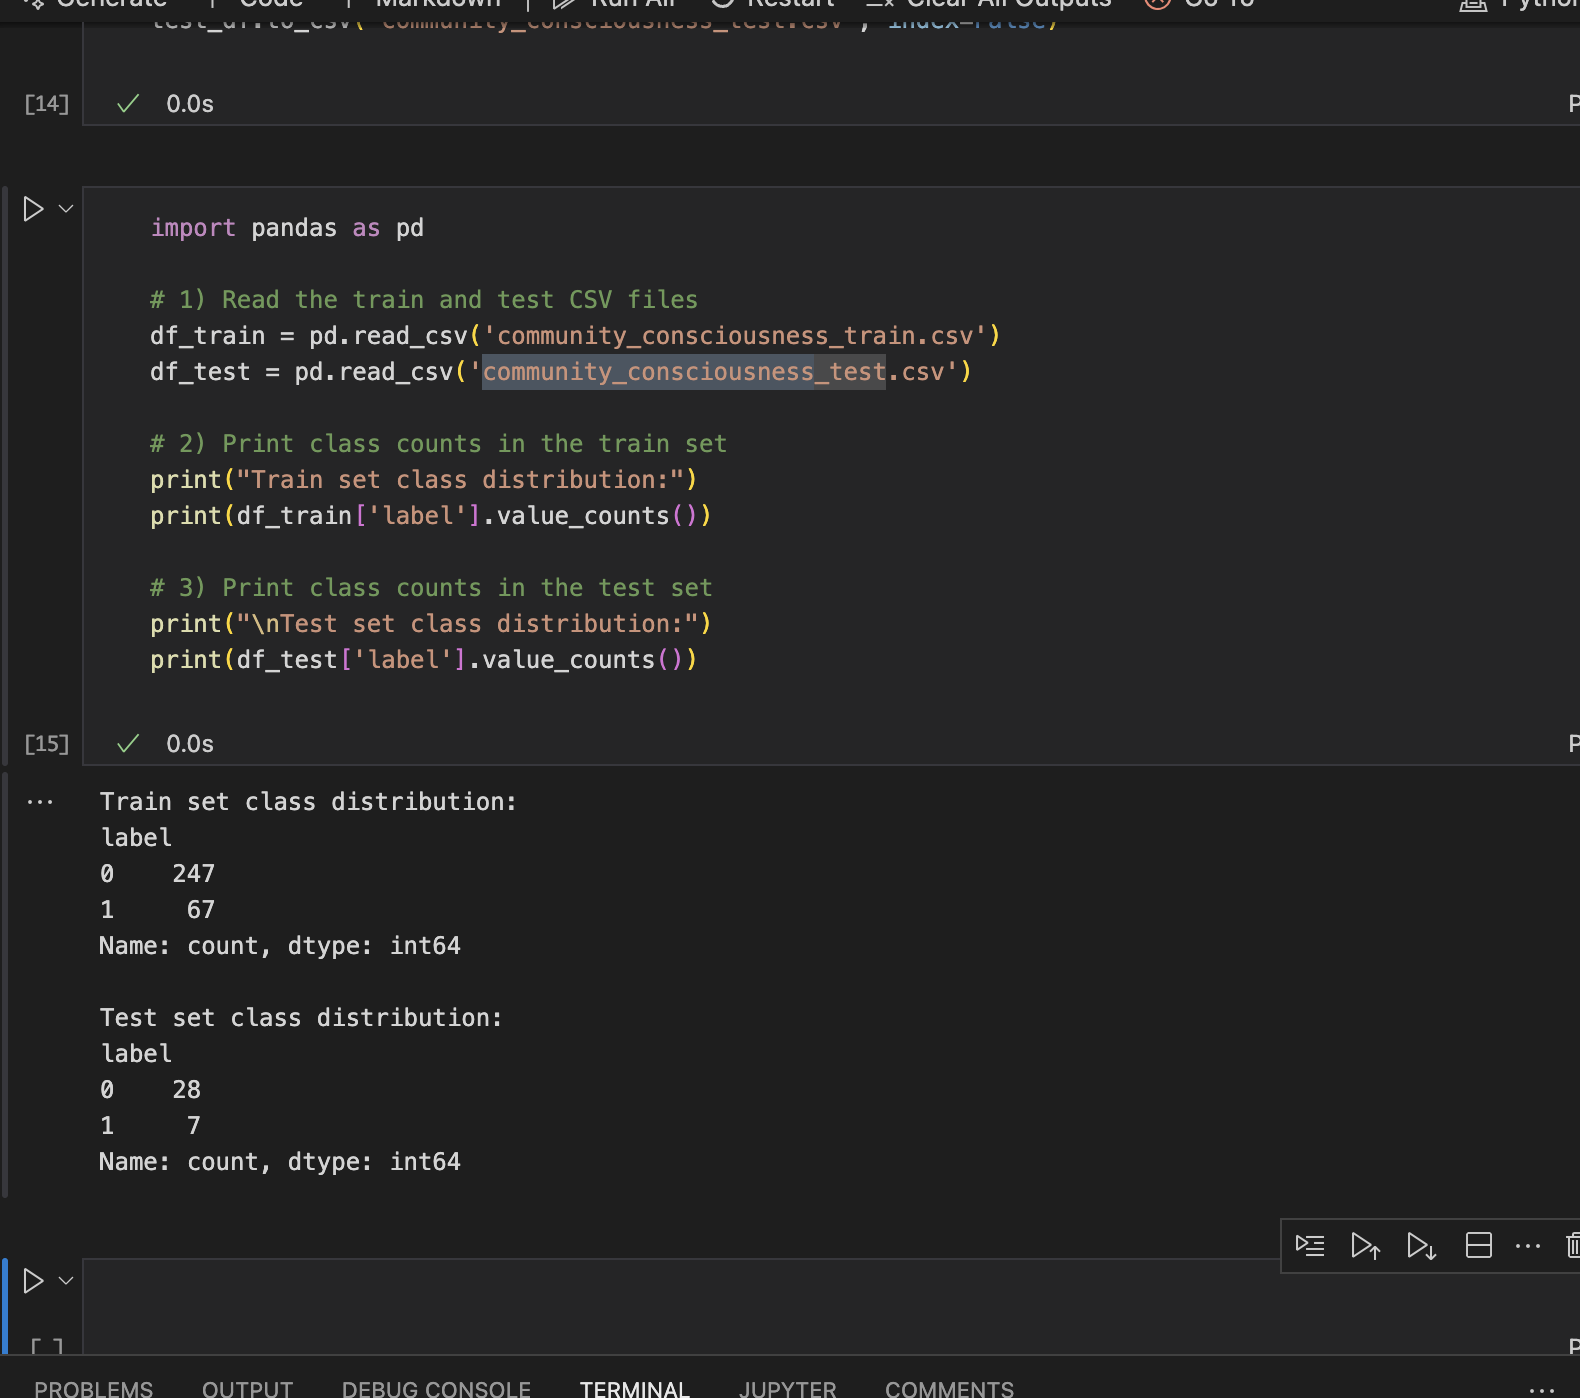 Generate Code Markdown Run All Restart Clear All Outputs Go To
test_df.to_csv('community_consciousness_test.csv', index=False)
[14] 0.0s
import pandas as pd
# 1) Read the train and test CSV files
df_train = pd.read_csv('community_consciousness_train.csv')
df_test = pd.read_csv('community_consciousness_test.csv')
# 2) Print class counts in the train set
print("Train set class distribution:")
print(df_train['label'].value_counts())
# 3) Print class counts in the test set
print("\nTest set class distribution:")
print(df_test['label'].value_counts())
[15] 0.0s
Train set class distribution:
label
0    247
1     67
Name: count, dtype: int64
Test set class distribution:
label
0    28
1     7
Name: count, dtype: int64
[ ]
PROBLEMS OUTPUT DEBUG CONSOLE TERMINAL JUPYTER COMMENTS